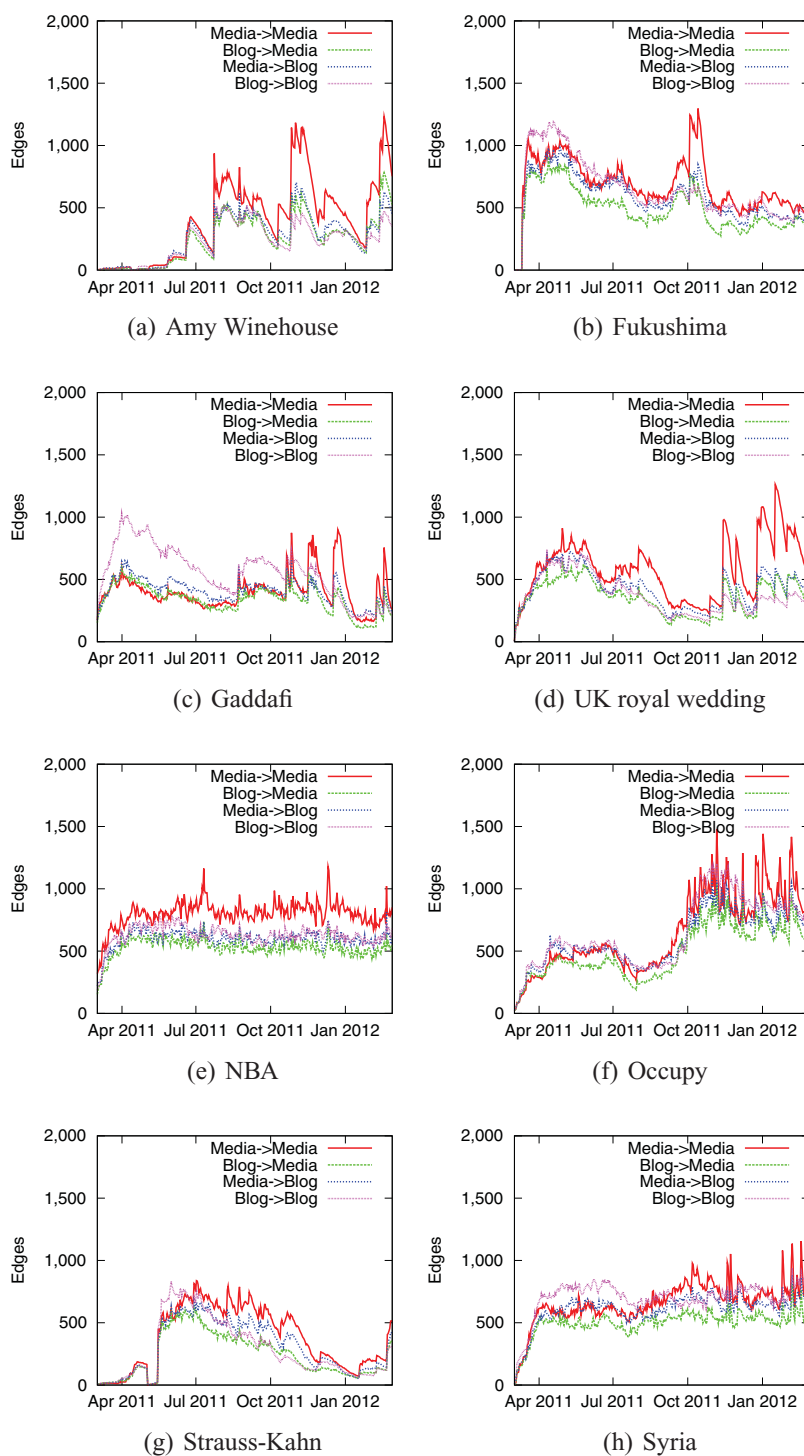 2,000
1,500
1,000
500
0
Edges
Media->Media
Blog->Media
Media->Blog
Blog->Blog
Apr 2011 Jul 2011 Oct 2011 Jan 2012
(a) Amy Winehouse
2,000
1,500
1,000
500
0
Edges
Media->Media
Blog->Media
Media->Blog
Blog->Blog
Apr 2011 Jul 2011 Oct 2011 Jan 2012
(b) Fukushima
2,000
1,500
1,000
500
0
Edges
Media->Media
Blog->Media
Media->Blog
Blog->Blog
Apr 2011 Jul 2011 Oct 2011 Jan 2012
(c) Gaddafi
2,000
1,500
1,000
500
0
Edges
Media->Media
Blog->Media
Media->Blog
Blog->Blog
Apr 2011 Jul 2011 Oct 2011 Jan 2012
(d) UK royal wedding
2,000
1,500
1,000
500
0
Edges
Media->Media
Blog->Media
Media->Blog
Blog->Blog
Apr 2011 Jul 2011 Oct 2011 Jan 2012
(e) NBA
2,000
1,500
1,000
500
0
Edges
Media->Media
Blog->Media
Media->Blog
Blog->Blog
Apr 2011 Jul 2011 Oct 2011 Jan 2012
(f) Occupy
2,000
1,500
1,000
500
0
Edges
Media->Media
Blog->Media
Media->Blog
Blog->Blog
Apr 2011 Jul 2011 Oct 2011 Jan 2012
(g) Strauss-Kahn
2,000
1,500
1,000
500
0
Edges
Media->Media
Blog->Media
Media->Blog
Blog->Blog
Apr 2011 Jul 2011 Oct 2011 Jan 2012
(h) Syria